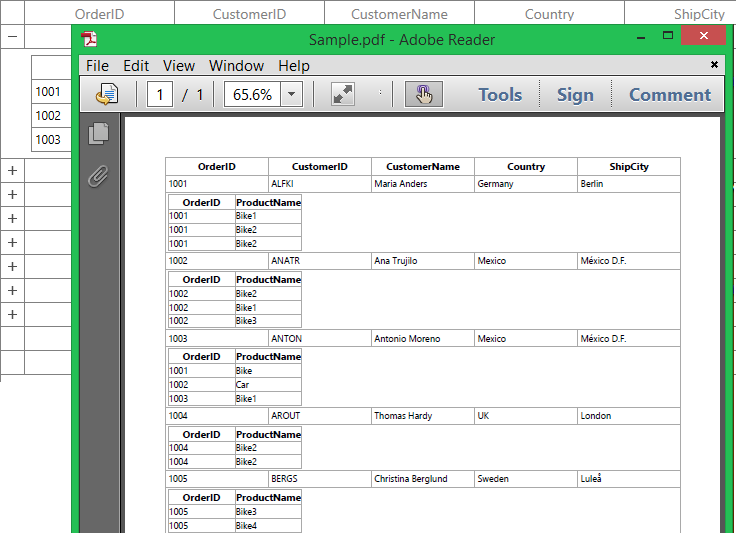 OrderID CustomerID CustomerName Country ShipCity
Sample.pdf - Adobe Reader
File Edit View Window Help
1 / 1 65.6% Tools Sign Comment
1001
1002
1003
OrderID CustomerID CustomerName Country ShipCity
1001 ALFKI Maria Anders Germany Berlin
OrderID ProductName
1001 Bike1
1001 Bike2
1001 Bike2
1002 ANATR Ana Trujilo Mexico México D.F.
OrderID ProductName
1002 Bike2
1002 Bike1
1002 Bike3
1003 ANTON Antonio Moreno Mexico México D.F.
OrderID ProductName
1001 Bike
1002 Car
1003 Bike1
1004 AROUT Thomas Hardy UK London
OrderID ProductName
1004 Bike2
1004 Bike2
1005 BERGS Christina Berglund Sweden Luleå
OrderID ProductName
1005 Bike3
1005 Bike4